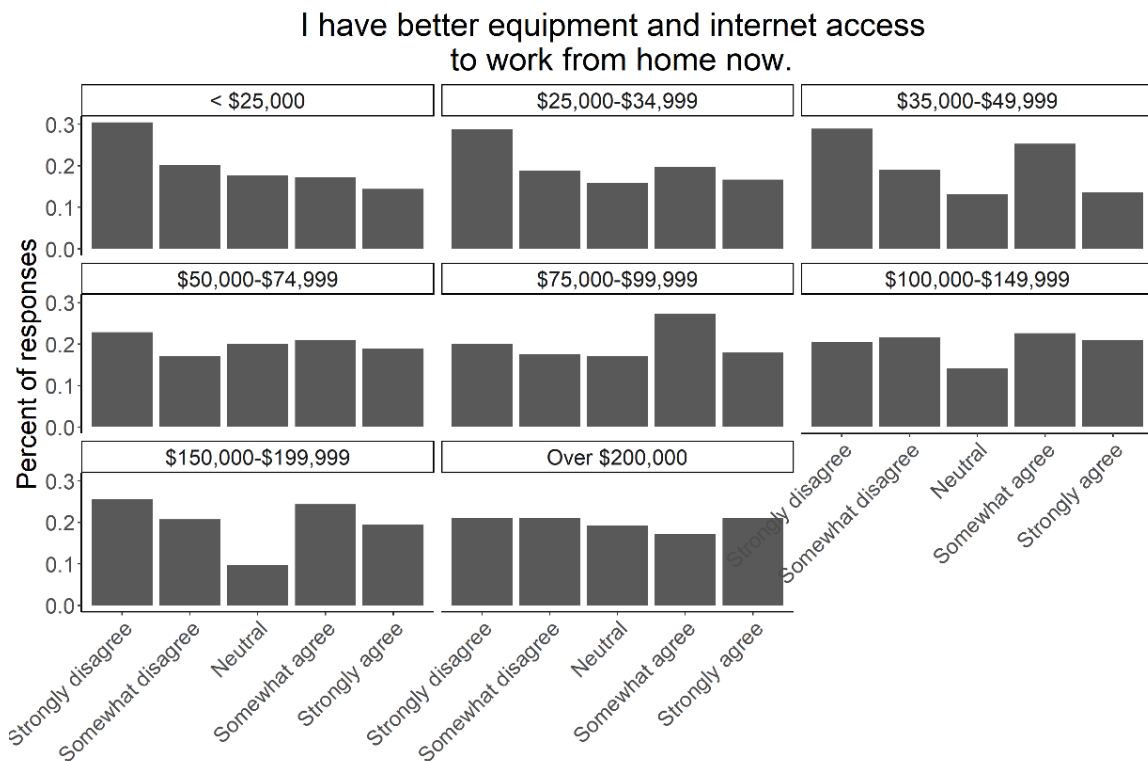 I have better equipment and internet access
to work from home now.
Percent of responses
< $25,000
$25,000-$34,999
$35,000-$49,999
0.3
0.2
0.1
0.0
$50,000-$74,999
$75,000-$99,999
$100,000-$149,999
0.3
0.2
0.1
0.0
Strongly disagree
Somewhat disagree
Neutral
Somewhat agree
Strongly agree
$150,000-$199,999
Over $200,000
0.3
0.2
0.1
0.0
Strongly disagree
Somewhat disagree
Neutral
Somewhat agree
Strongly agree
Strongly disagree
Somewhat disagree
Neutral
Somewhat agree
Strongly agree